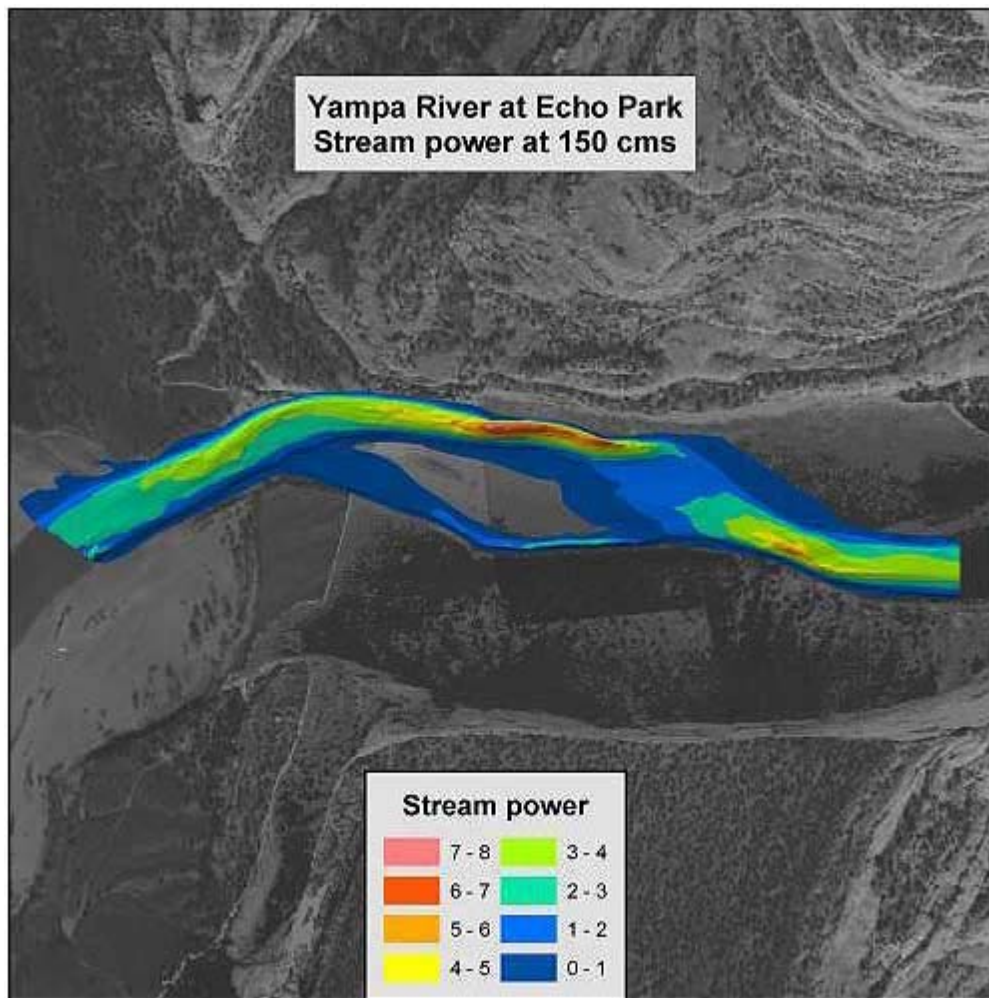 Yampa River at Echo Park
Stream power at 150 cms
Stream power
7 - 8
3 - 4
6 - 7
2 - 3
5 - 6
1 - 2
4 - 5
0 - 1